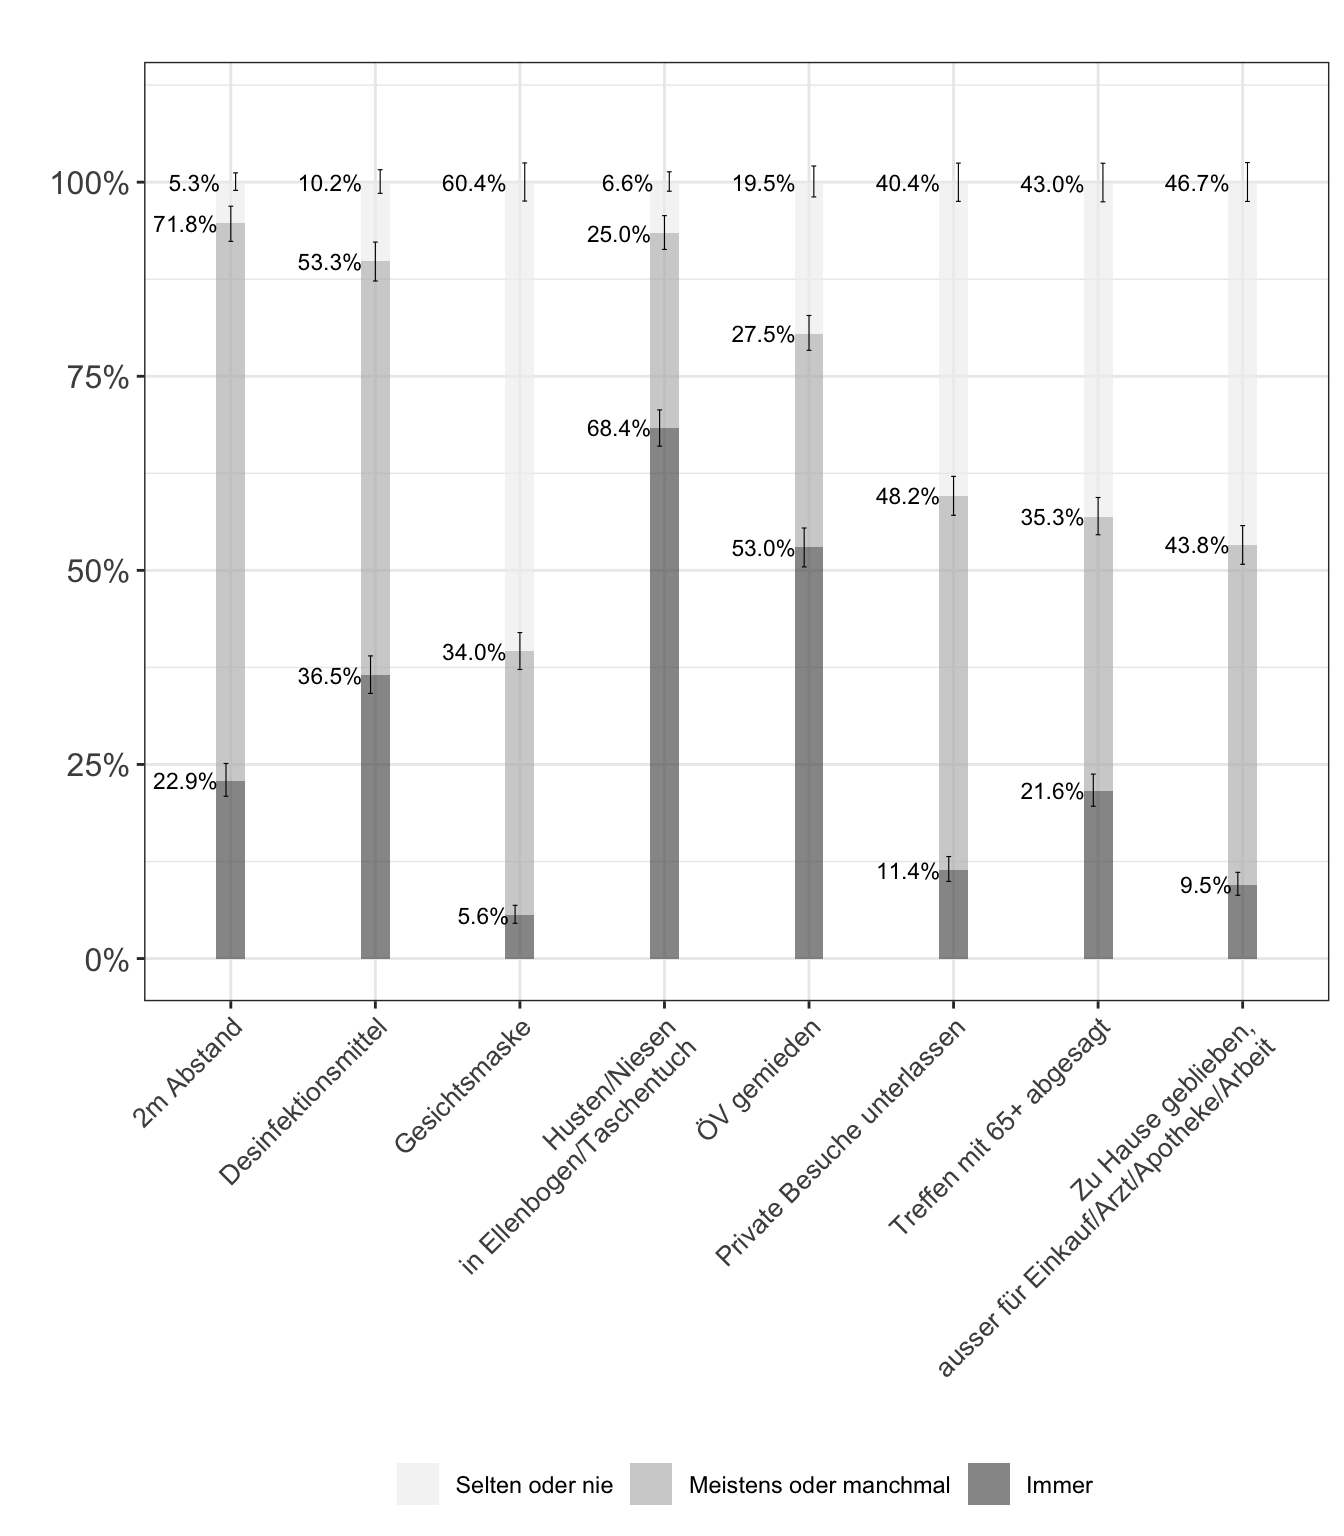 100%
75%
50%
25%
0%
5.3%
10.2%
60.4%
6.6%
19.5%
40.4%
43.0%
46.7%
71.8%
53.3%
34.0%
25.0%
27.5%
48.2%
35.3%
43.8%
22.9%
36.5%
5.6%
68.4%
53.0%
11.4%
21.6%
9.5%
2m Abstand
Desinfektionsmittel
Gesichtsmaske
Husten/Niesen
in Ellenbogen/Taschentuch
ÖV gemieden
Private Besuche unterlassen
Treffen mit 65+ abgesagt
Zu Hause geblieben,
ausser für Einkauf/Arzt/Apotheke/Arbeit
Selten oder nie
Meistens oder manchmal
Immer